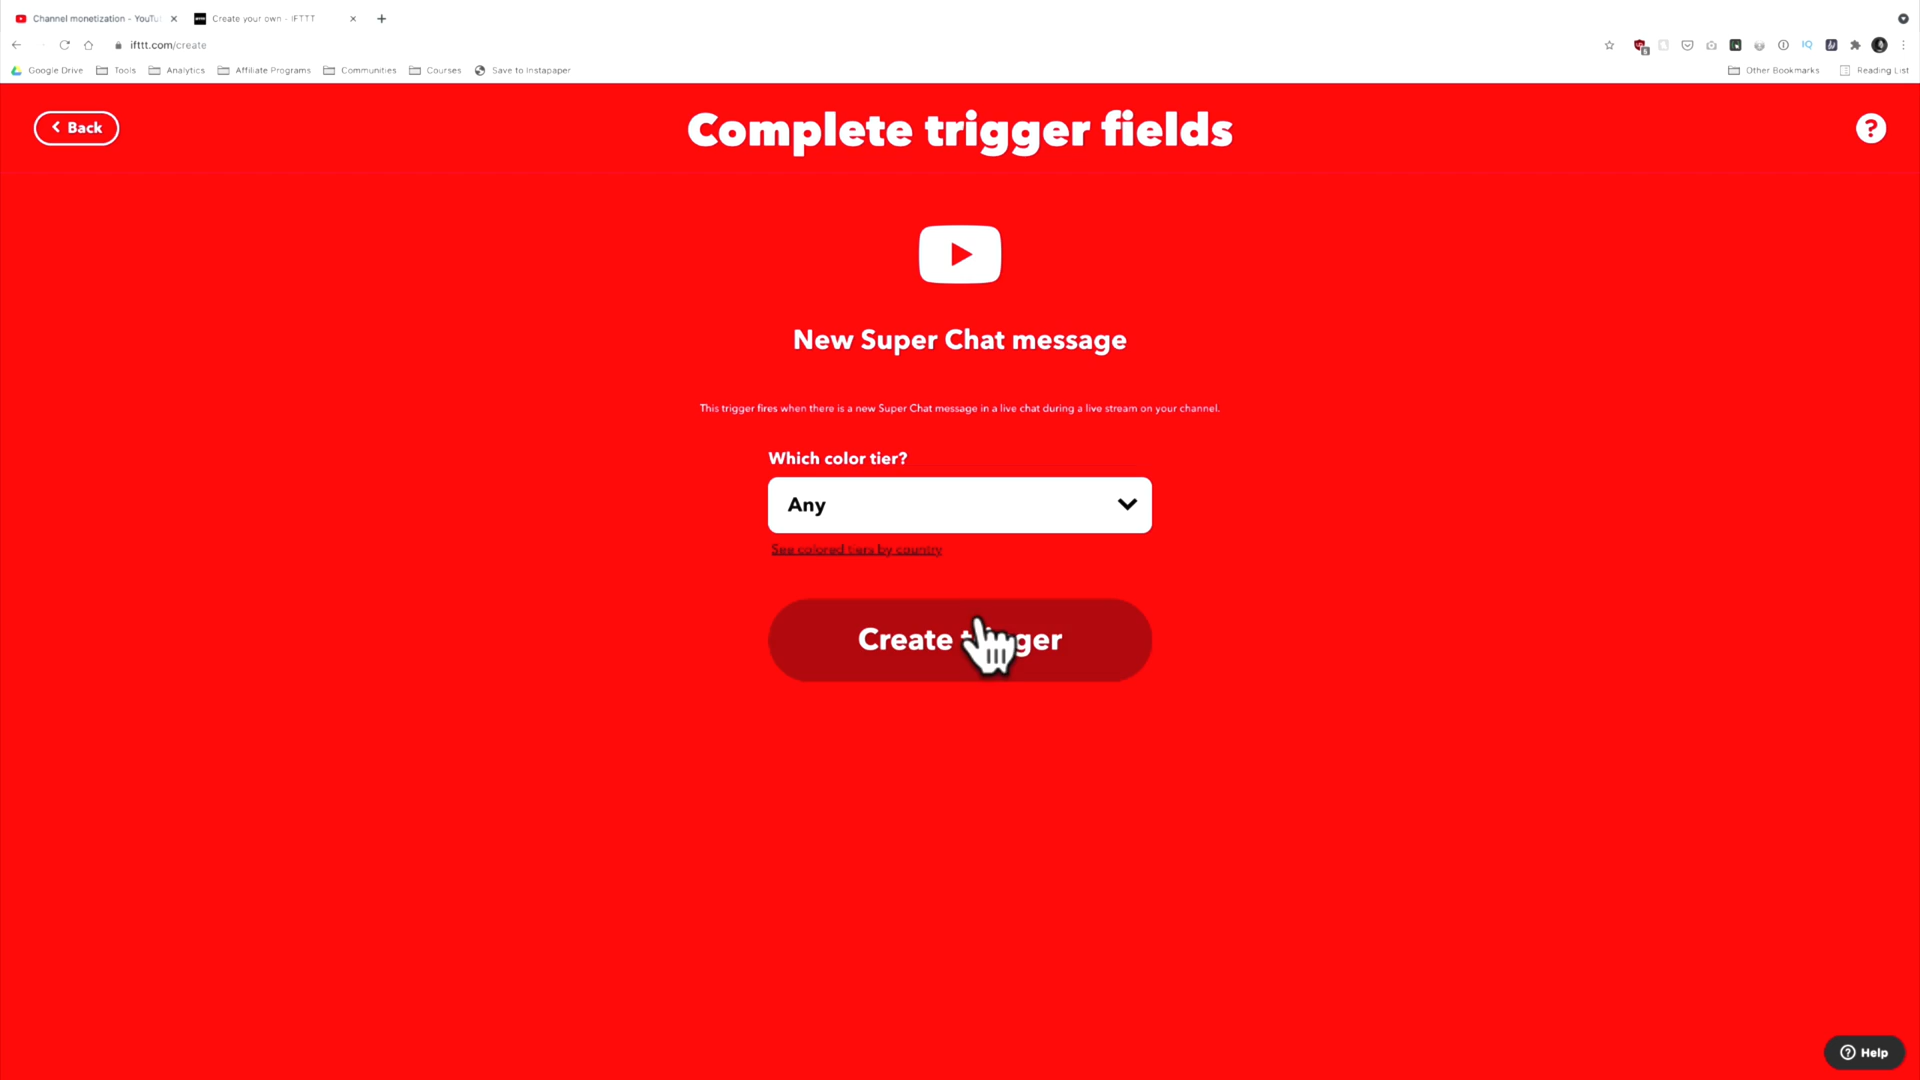 Channel monetization - YouTu
Create your own - IFTTT
ifttt.com/create
Google Drive Tools Analytics Affiliate Programs Communities Courses Save to Instapaper Other Bookmarks Reading List
Back
Complete trigger fields
?
New Super Chat message
This trigger fires when there is a new Super Chat message in a live chat during a live stream on your channel.
Which color tier?
Any
See colored tiers by country
Create trigger
Help